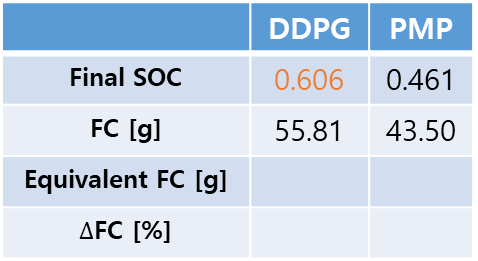 DDPG PMP
Final SOC 0.606 0.461
FC [g] 55.81 43.50
Equivalent FC [g]
ΔFC [%]